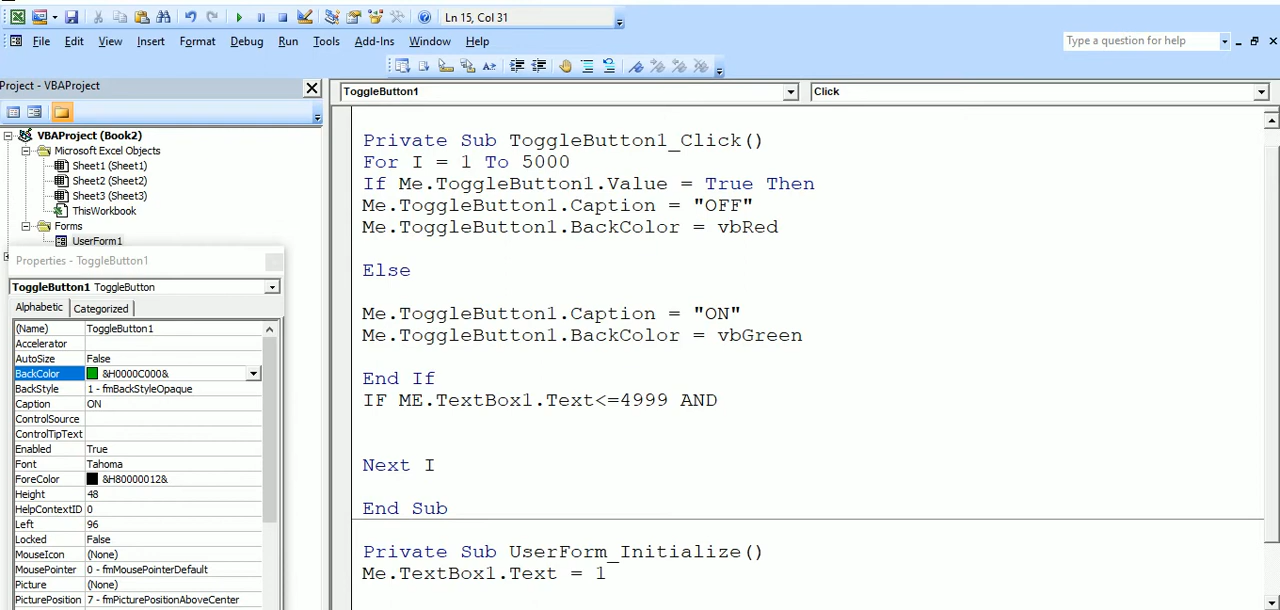 Ln 15, Col 31
File Edit View Insert Format Debug Run Tools Add-Ins Window Help
Type a question for help
Project - VBAProject
ToggleButton1
Click
VBAProject (Book2)
Microsoft Excel Objects
Sheet1 (Sheet1)
Sheet2 (Sheet2)
Sheet3 (Sheet3)
ThisWorkbook
Forms
UserForm1
Properties - ToggleButton1
ToggleButton1 ToggleButton
Alphabetic Categorized
(Name) ToggleButton1
Accelerator
AutoSize False
BackColor &H0000C000&
BackStyle 1 - fmBackStyleOpaque
Caption ON
ControlSource
ControlTipText
Enabled True
Font Tahoma
ForeColor &H80000012&
Height 48
HelpContextID 0
Left 96
Locked False
MouseIcon (None)
MousePointer 0 - fmMousePointerDefault
Picture (None)
PicturePosition 7 - fmPicturePositionAboveCenter
Private Sub ToggleButton1_Click()
For I = 1 To 5000
If Me.ToggleButton1.Value = True Then
Me.ToggleButton1.Caption = "OFF"
Me.ToggleButton1.BackColor = vbRed
Else
Me.ToggleButton1.Caption = "ON"
Me.ToggleButton1.BackColor = vbGreen
End If
IF ME.TextBox1.Text<=4999 AND
Next I
End Sub
Private Sub UserForm_Initialize()
Me.TextBox1.Text = 1